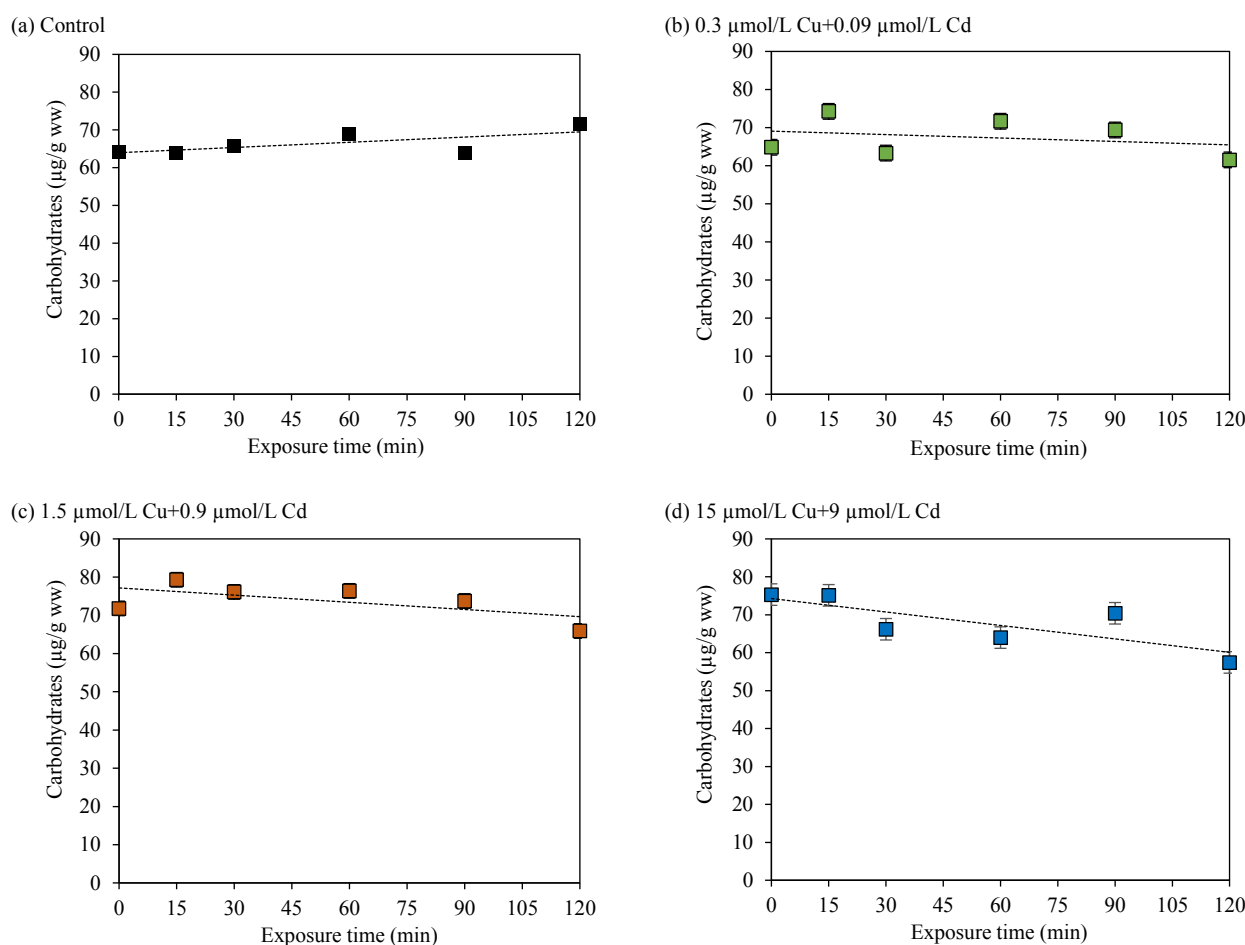 (a) Control
90
80
70
60
50
40
30
20
10
0
Carbohydrates (µg/g ww)
0 15 30 45 60 75 90 105 120
Exposure time (min)
(b) 0.3 µmol/L Cu+0.09 µmol/L Cd
90
80
70
60
50
40
30
20
10
0
Carbohydrates (µg/g ww)
0 15 30 45 60 75 90 105 120
Exposure time (min)
(c) 1.5 µmol/L Cu+0.9 µmol/L Cd
90
80
70
60
50
40
30
20
10
0
Carbohydrates (µg/g ww)
0 15 30 45 60 75 90 105 120
Exposure time (min)
(d) 15 µmol/L Cu+9 µmol/L Cd
90
80
70
60
50
40
30
20
10
0
Carbohydrates (µg/g ww)
0 15 30 45 60 75 90 105 120
Exposure time (min)